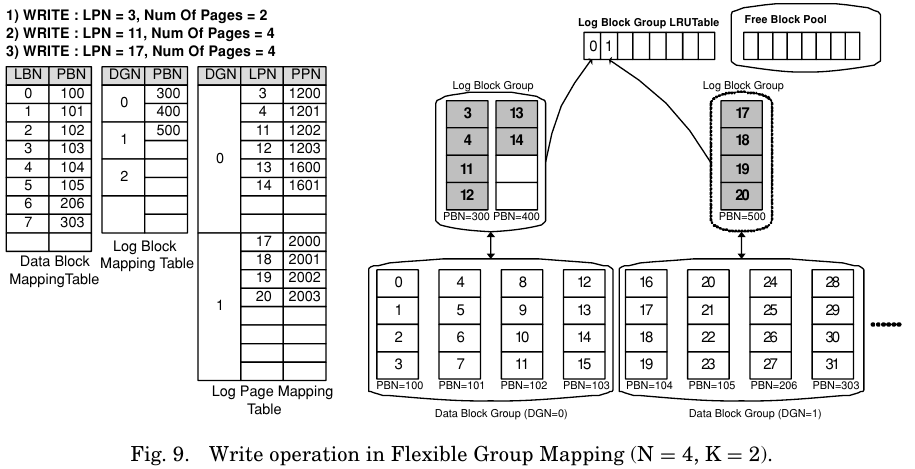 1) WRITE : LPN = 3, Num Of Pages = 2
2) WRITE : LPN = 11, Num Of Pages = 4
3) WRITE : LPN = 17, Num Of Pages = 4
LBN PBN
0 100
1 101
2 102
3 103
4 104
5 105
6 206
7 303
Data Block
MappingTable
DGN PBN
0 300
400
1 500
2
Log Block
Mapping Table
DGN LPN PPN
0
3 1200
4 1201
11 1202
12 1203
13 1600
14 1601
1
17 2000
18 2001
19 2002
20 2003
Log Page Mapping
Table
Log Block Group LRUTable
0 1
Free Block Pool
Log Block Group
3 13
4 14
11
12
PBN=300 PBN=400
Log Block Group
17
18
19
20
PBN=500
0 4 8 12
1 5 9 13
2 6 10 14
3 7 11 15
PBN=100 PBN=101 PBN=102 PBN=103
Data Block Group (DGN=0)
16 20 24 28
17 21 25 29
18 22 26 30
19 23 27 31
PBN=104 PBN=105 PBN=206 PBN=303
Data Block Group (DGN=1)
Fig. 9. Write operation in Flexible Group Mapping (N = 4, K = 2).